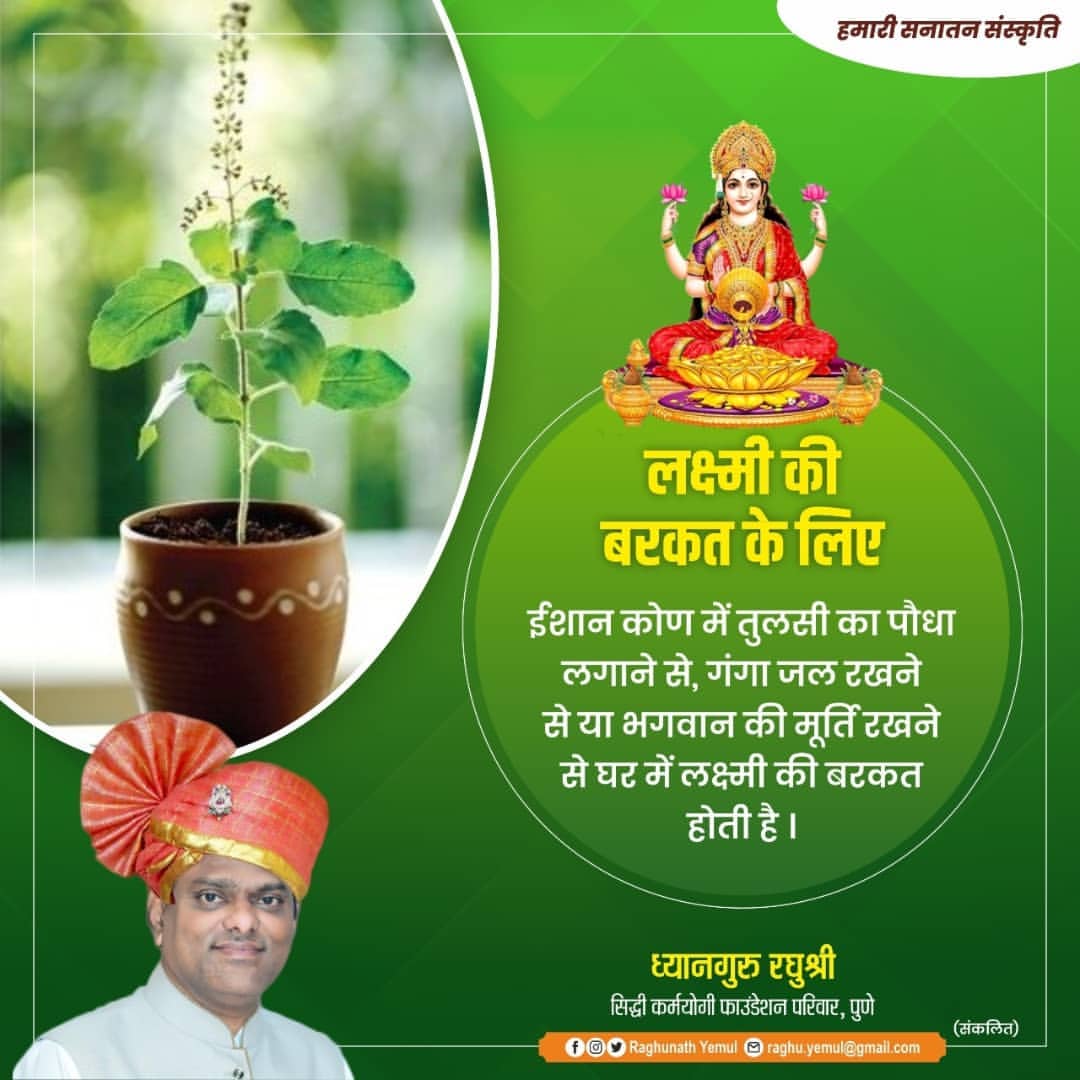 हमारी सनातन संस्कृति
लक्ष्मी की
बरकत के लिए
ईशान कोण में तुलसी का पौधा
लगाने से, गंगा जल रखने
से या भगवान की मूर्ति रखने
से घर में लक्ष्मी की बरकत
होती है ।
ध्यानगुरु रघुश्री
सिद्धी कर्मयोगी फाउंडेशन परिवार, पुणे
(संकलित)
Raghunath Yemul raghu.yemul@gmail.com